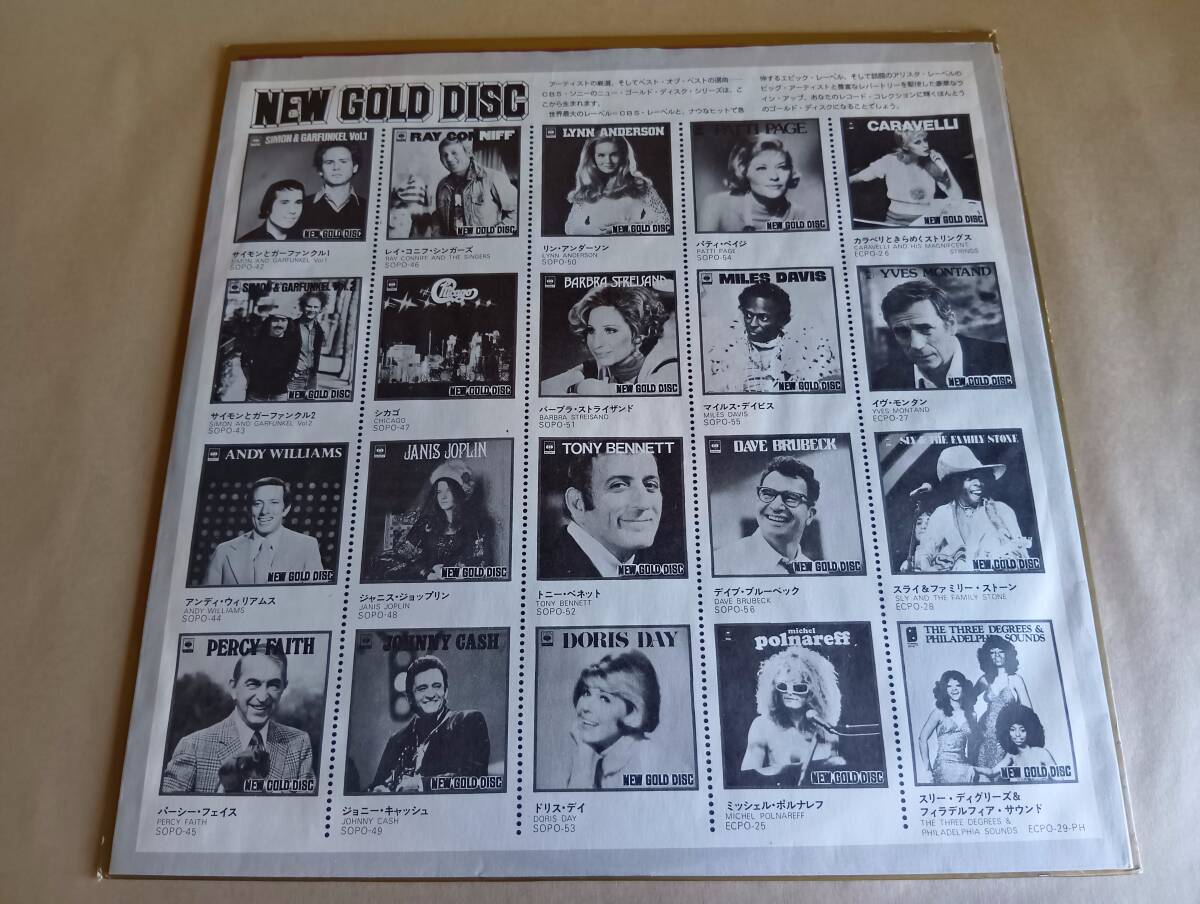 NEW GOLD DISC
アーティストの厳選、そしてベスト・オブ・ベストの選曲――
CBS・ソニーのニュー・ゴールド・ディスク・シリーズは、こ
こから生まれます。
世界最大のレーベル=CBS・レーベルと、ナウなヒットで急
伸するエピック・レーベル、そして話題のアリスタ・レーベルの
ビッグ・アーティストと豊富なレパートリーを駆使した豪華なラ
イン・アップ、あなたのレコード・コレクションに輝くほんとう
のゴールド・ディスクになることでしょう。
SIMON & GARFUNKEL Vol.1
NEW GOLD DISC
サイモンとガーファンクル1
SIMON AND GARFUNKEL Vol.1
SOPO-42
RAY CONNIFF
NEW GOLD DISC
レイ・コニフ・シンガーズ
RAY CONNIFF AND THE SINGERS
SOPO-46
LYNN ANDERSON
NEW GOLD DISC
リン・アンダーソン
LYNN ANDERSON
SOPO-50
PATTI PAGE
NEW GOLD DISC
パティ・ペイジ
PATTI PAGE
SOPO-54
CARAVELLI
NEW GOLD DISC
カラベリときらめくストリングス
CARAVELLI AND HIS MAGNIFICENT
STRINGS
ECPO-26
SIMON & GARFUNKEL VOL.2
NEW GOLD DISC
サイモンとガーファンクル2
SIMON AND GARFUNKEL Vol.2
SOPO-43
Chicago
NEW GOLD DISC
シカゴ
CHICAGO
SOPO-47
BARBRA STREISAND
NEW GOLD DISC
バーブラ・ストライザンド
BARBRA STREISAND
SOPO-51
MILES DAVIS
NEW GOLD DISC
マイルス・デイビス
MILES DAVIS
SOPO-55
YVES MONTAND
NEW GOLD DISC
イヴ・モンタン
YVES MONTAND
ECPO-27
ANDY WILLIAMS
NEW GOLD DISC
アンディ・ウィリアムス
ANDY WILLIAMS
SOPO-44
JANIS JOPLIN
NEW GOLD DISC
ジャニス・ジョップリン
JANIS JOPLIN
SOPO-48
TONY BENNETT
NEW GOLD DISC
トニー・ベネット
TONY BENNETT
SOPO-52
DAVE BRUBECK
NEW GOLD DISC
デイブ・ブルーベック
DAVE BRUBECK
SOPO-56
SLY & THE FAMILY STONE
NEW GOLD DISC
スライ&ファミリー・ストーン
SLY AND THE FAMILY STONE
ECPO-28
PERCY FAITH
NEW GOLD DISC
パーシー・フェイス
PERCY FAITH
SOPO-45
JOHNNY CASH
NEW GOLD DISC
ジョニー・キャッシュ
JOHNNY CASH
SOPO-49
DORIS DAY
NEW GOLD DISC
ドリス・デイ
DORIS DAY
SOPO-53
michel
polnareff
NEW GOLD DISC
ミッシェル・ポルナレフ
MICHEL POLNAREFF
ECPO-25
THE THREE DEGREES &
PHILADELPHIA SOUNDS
NEW GOLD DISC
スリー・ディグリーズ&
フィラデルフィア・サウンド
THE THREE DEGREES &
PHILADELPHIA SOUNDS ECPO-29-PH